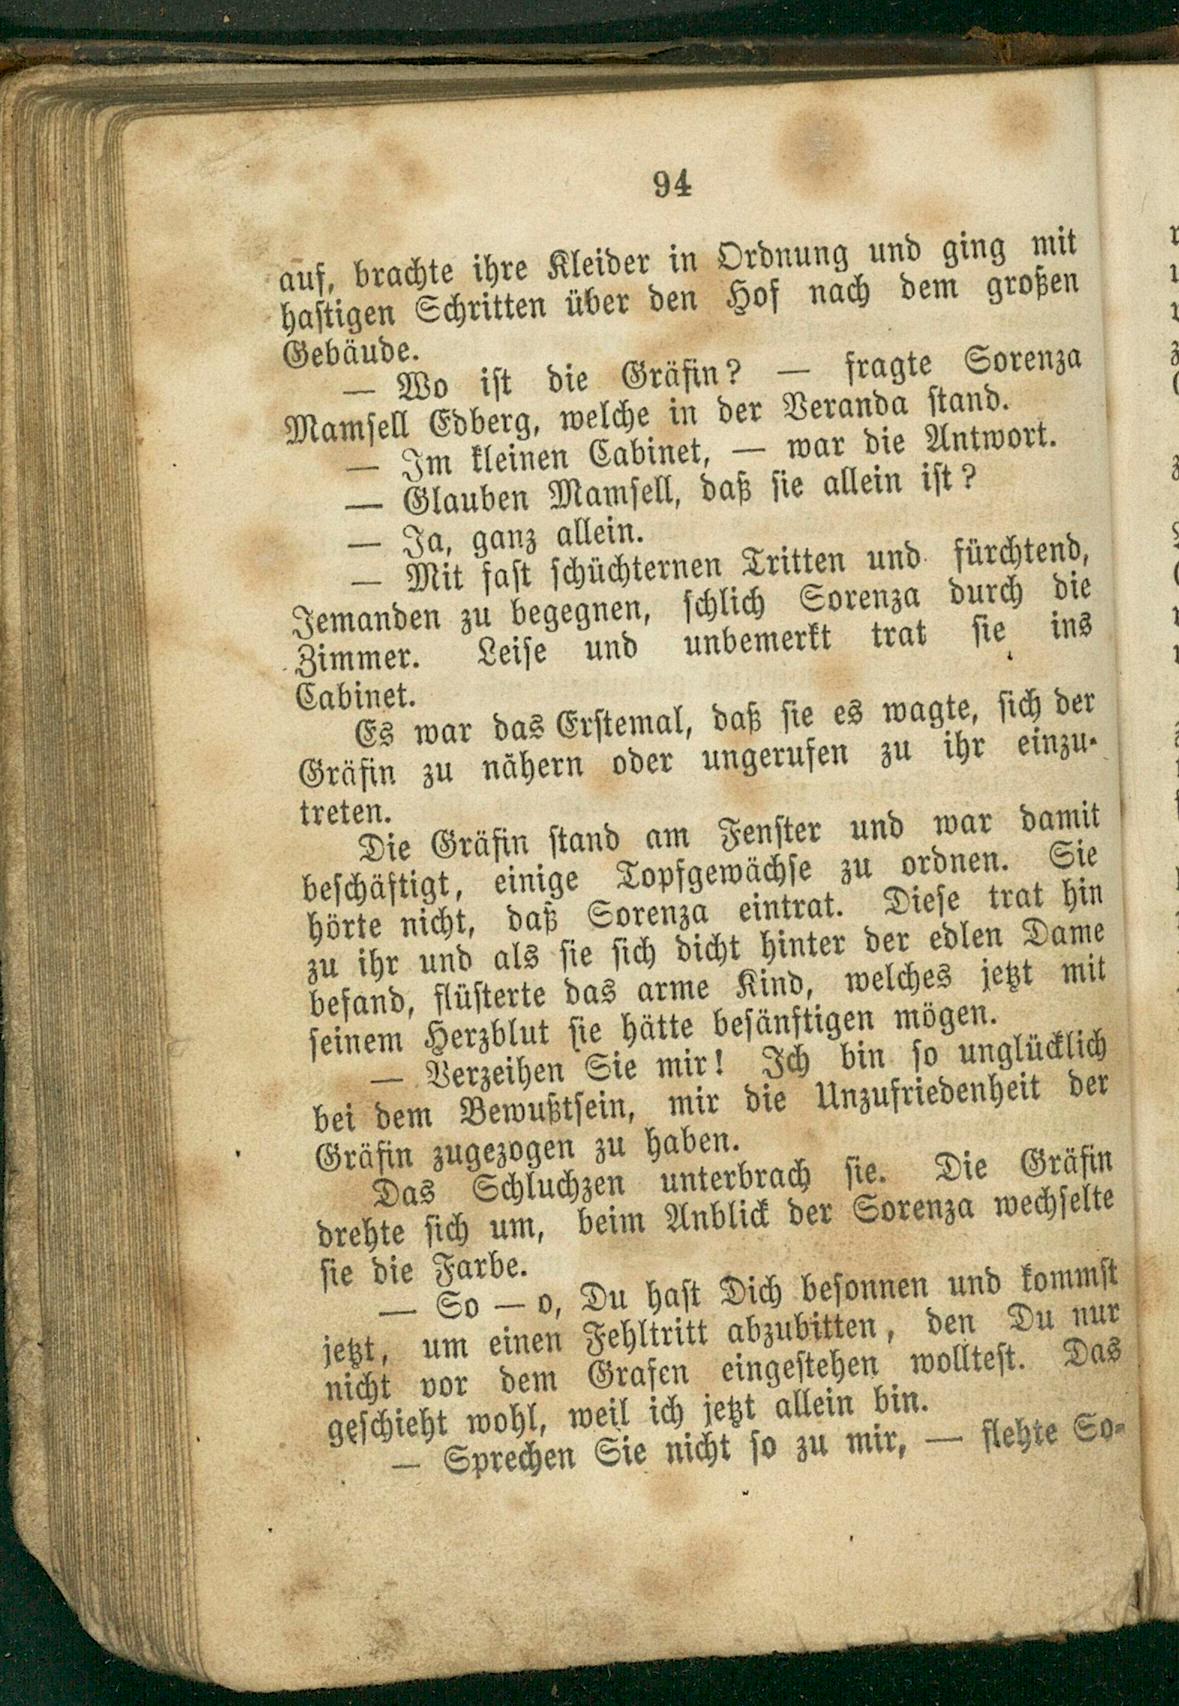 94
auf, brachte ihre Kleider in Ordnung und ging mit
hastigen Schritten über den Hof nach dem großen
Gebäude.
— Wo ist die Gräfin? — fragte Sorenza
Mamsell Edberg, welche in der Veranda stand.
— Im kleinen Cabinet, — war die Antwort.
— Glauben Mamsell, daß sie allein ist?
— Ja, ganz allein.
— Mit fast schüchternen Tritten und fürchtend,
Jemanden zu begegnen, schlich Sorenza durch die
Zimmer. Leise und unbemerkt trat sie ins
Cabinet.
Es war das Erstemal, daß sie es wagte, sich der
Gräfin zu nähern oder ungerufen zu ihr einzu-
treten.
Die Gräfin stand am Fenster und war damit
beschäftigt, einige Topfgewächse zu ordnen. Sie
hörte nicht, daß Sorenza eintrat. Diese trat hin
zu ihr und als sie sich dicht hinter der edlen Dame
befand, flüsterte das arme Kind, welches jetzt mit
seinem Herzblut sie hätte besänftigen mögen.
— Verzeihen Sie mir! Ich bin so unglücklich
bei dem Bewußtsein, mir die Unzufriedenheit der
Gräfin zugezogen zu haben.
Das Schluchzen unterbrach sie. Die Gräfin
drehte sich um, beim Anblick der Sorenza wechselte
sie die Farbe.
— So — o, Du hast Dich besonnen und kommst
jetzt, um einen Fehltritt abzubitten, den Du nur
nicht vor dem Grafen eingestehen wolltest. Das
geschieht wohl, weil ich jetzt allein bin.
— Sprechen Sie nicht so zu mir, — flehte So-